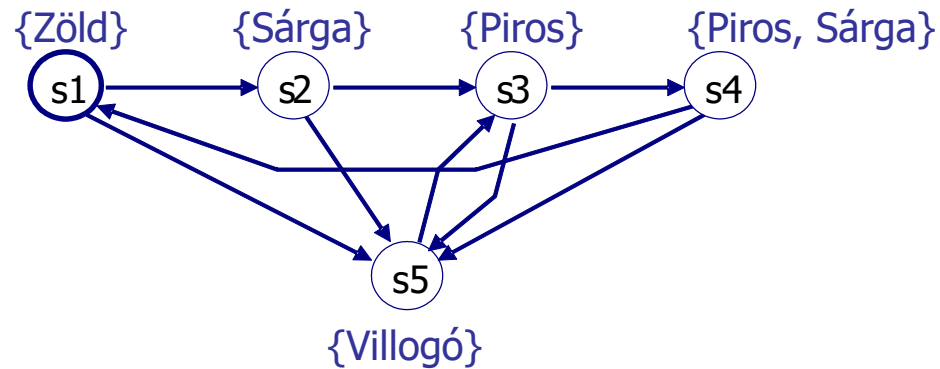 {Zöld} {Sárga} {Piros} {Piros, Sárga}
s1 s2 s3 s4
s5
{Villogó}